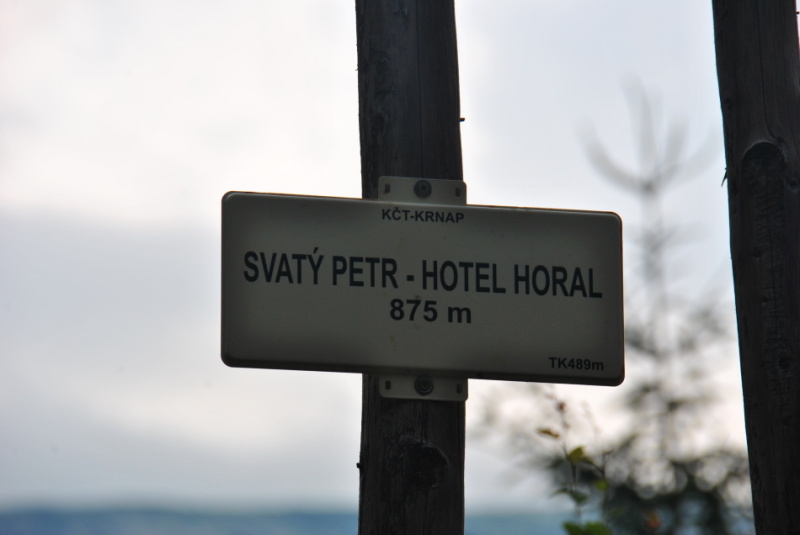 KČT-KRNAP
SVATÝ PETR - HOTEL HORAL
875 m
TK489m